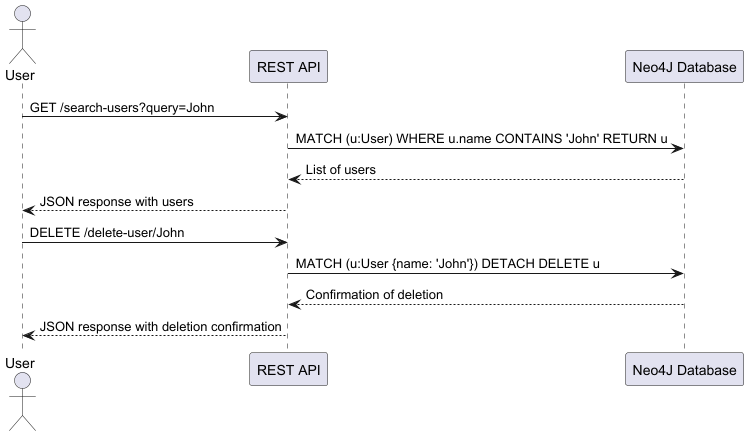 User
REST API
Neo4J Database
GET /search-users?query=John
MATCH (u:User) WHERE u.name CONTAINS 'John' RETURN u
List of users
JSON response with users
DELETE /delete-user/John
MATCH (u:User {name: 'John'}) DETACH DELETE u
Confirmation of deletion
JSON response with deletion confirmation
User
REST API
Neo4J Database